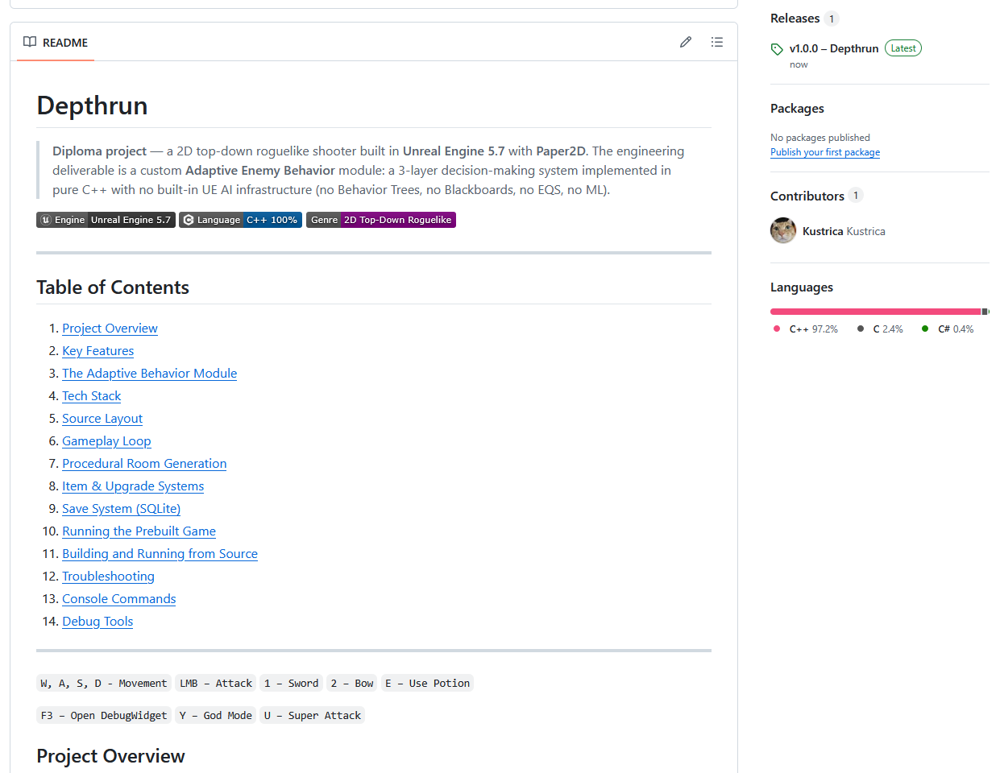 README
Depthrun
Diploma project — a 2D top-down roguelike shooter built in Unreal Engine 5.7 with Paper2D. The engineering
deliverable is a custom Adaptive Enemy Behavior module: a 3-layer decision-making system implemented in
pure C++ with no built-in UE AI infrastructure (no Behavior Trees, no Blackboards, no EQS, no ML).
Engine Unreal Engine 5.7 Language C++ 100% Genre 2D Top-Down Roguelike
Table of Contents
1. Project Overview
2. Key Features
3. The Adaptive Behavior Module
4. Tech Stack
5. Source Layout
6. Gameplay Loop
7. Procedural Room Generation
8. Item & Upgrade Systems
9. Save System (SQLite)
10. Running the Prebuilt Game
11. Building and Running from Source
12. Troubleshooting
13. Console Commands
14. Debug Tools
W, A, S, D - Movement LMB – Attack 1 – Sword 2 – Bow E – Use Potion
F3 – Open DebugWidget Y – God Mode U – Super Attack
Project Overview
Releases 1
v1.0.0 – Depthrun Latest
now
Packages
No packages published
Publish your first package
Contributors 1
Kustrica Kustrica
Languages
C++ 97.2% C 2.4% C# 0.4%